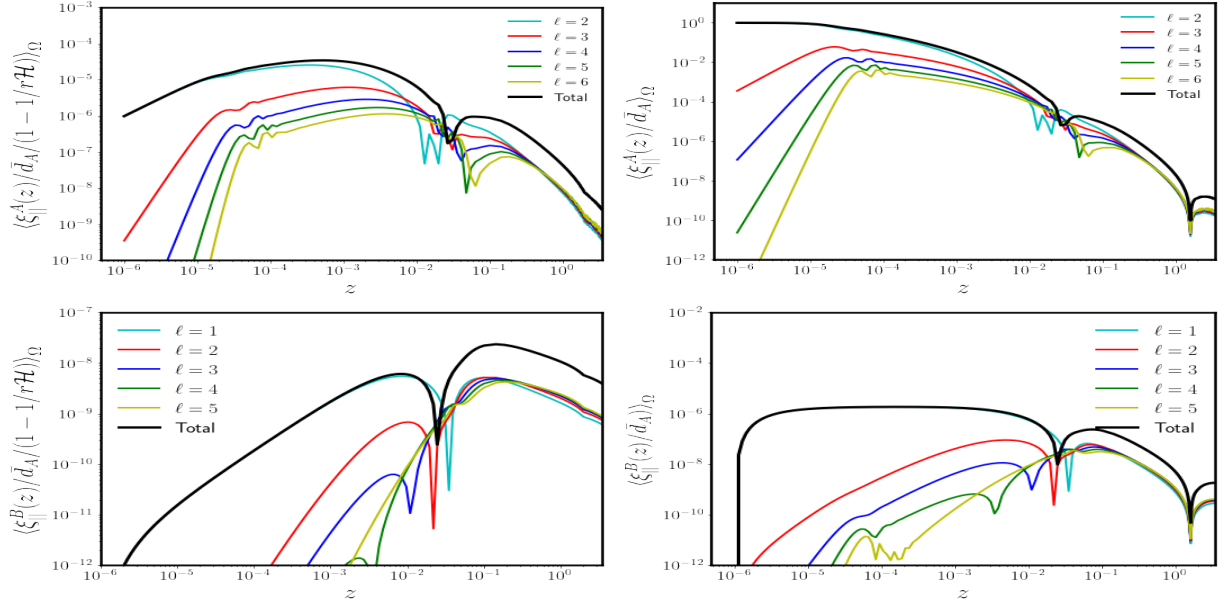 ⟨ξ∥^A(z)/d̄_A/(1 − 1/rℋ)⟩_Ω
10^−3
10^−4
10^−5
10^−6
10^−7
10^−8
10^−9
10^−10
ℓ = 2
ℓ = 3
ℓ = 4
ℓ = 5
ℓ = 6
Total
10^−6
10^−5
10^−4
10^−3
10^−2
10^−1
10^0
z
⟨ξ∥^A(z)/d̄_A⟩_Ω
10^0
10^−2
10^−4
10^−6
10^−8
10^−10
10^−12
ℓ = 2
ℓ = 3
ℓ = 4
ℓ = 5
ℓ = 6
Total
10^−6
10^−5
10^−4
10^−3
10^−2
10^−1
10^0
z
⟨ξ∥^B(z)/d̄_A/(1 − 1/rℋ)⟩_Ω
10^−7
10^−8
10^−9
10^−10
10^−11
10^−12
ℓ = 1
ℓ = 2
ℓ = 3
ℓ = 4
ℓ = 5
Total
10^−6
10^−5
10^−4
10^−3
10^−2
10^−1
10^0
z
⟨ξ∥^B(z)/d̄_A)⟩_Ω
10^−2
10^−4
10^−6
10^−8
10^−10
10^−12
ℓ = 1
ℓ = 2
ℓ = 3
ℓ = 4
ℓ = 5
Total
10^−6
10^−5
10^−4
10^−3
10^−2
10^−1
10^0
z